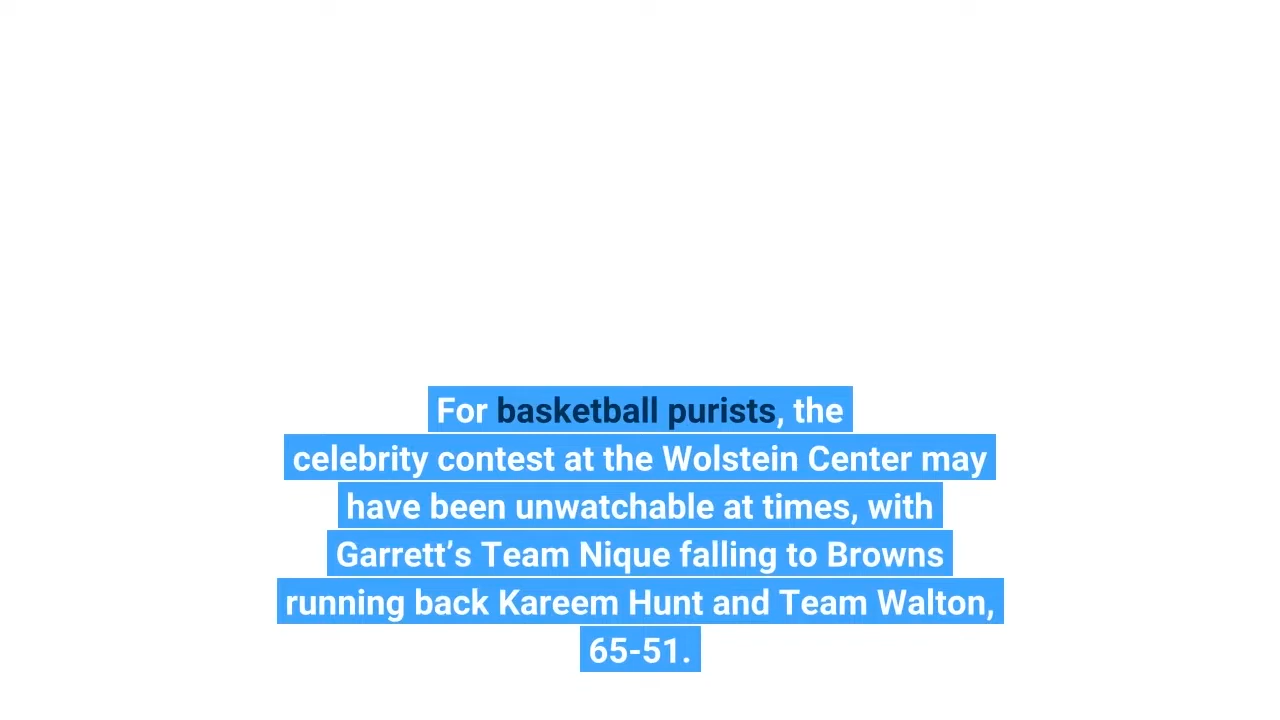 For basketball purists, the
celebrity contest at the Wolstein Center may
have been unwatchable at times, with
Garrett’s Team Nique falling to Browns
running back Kareem Hunt and Team Walton,
65-51.